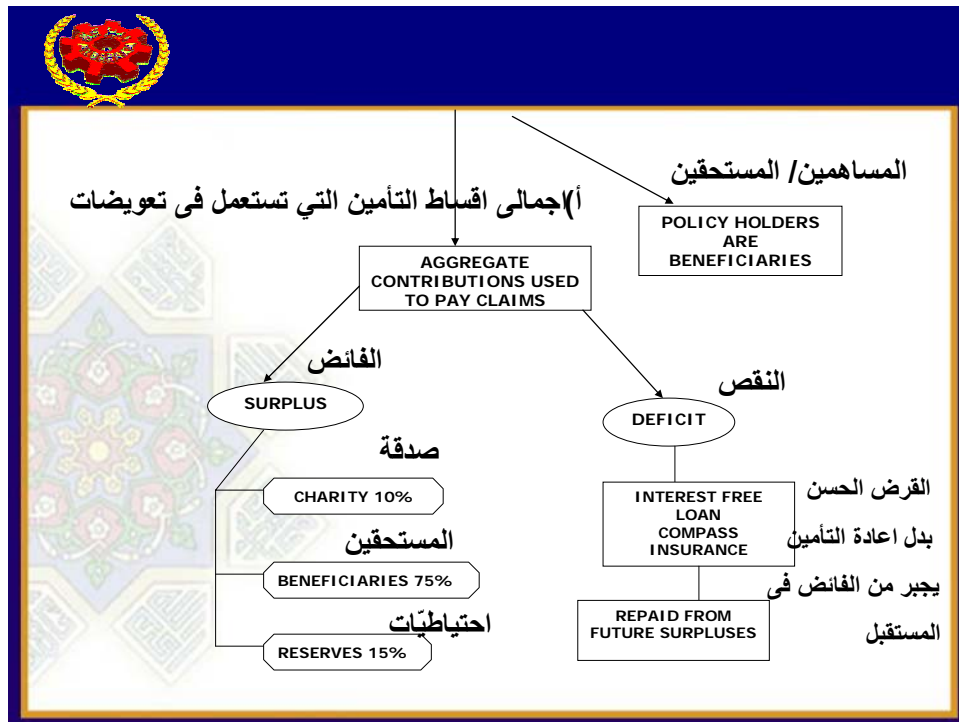 المساهمين/ المستحقين
أ)اجمالى اقساط التأمين التي تستعمل فى تعويضات
POLICY HOLDERS
ARE
BENEFICIARIES
AGGREGATE
CONTRIBUTIONS USED
TO PAY CLAIMS
الفائض
SURPLUS
النقص
DEFICIT
صدقة
CHARITY 10%
المستحقين
BENEFICIARIES 75%
احتياطيّات
RESERVES 15%
القرض الحسن
INTEREST FREE
LOAN
COMPASS
INSURANCE
بدل اعادة التأمين
يجبر من الفائض فى
المستقبل
REPAID FROM
FUTURE SURPLUSES